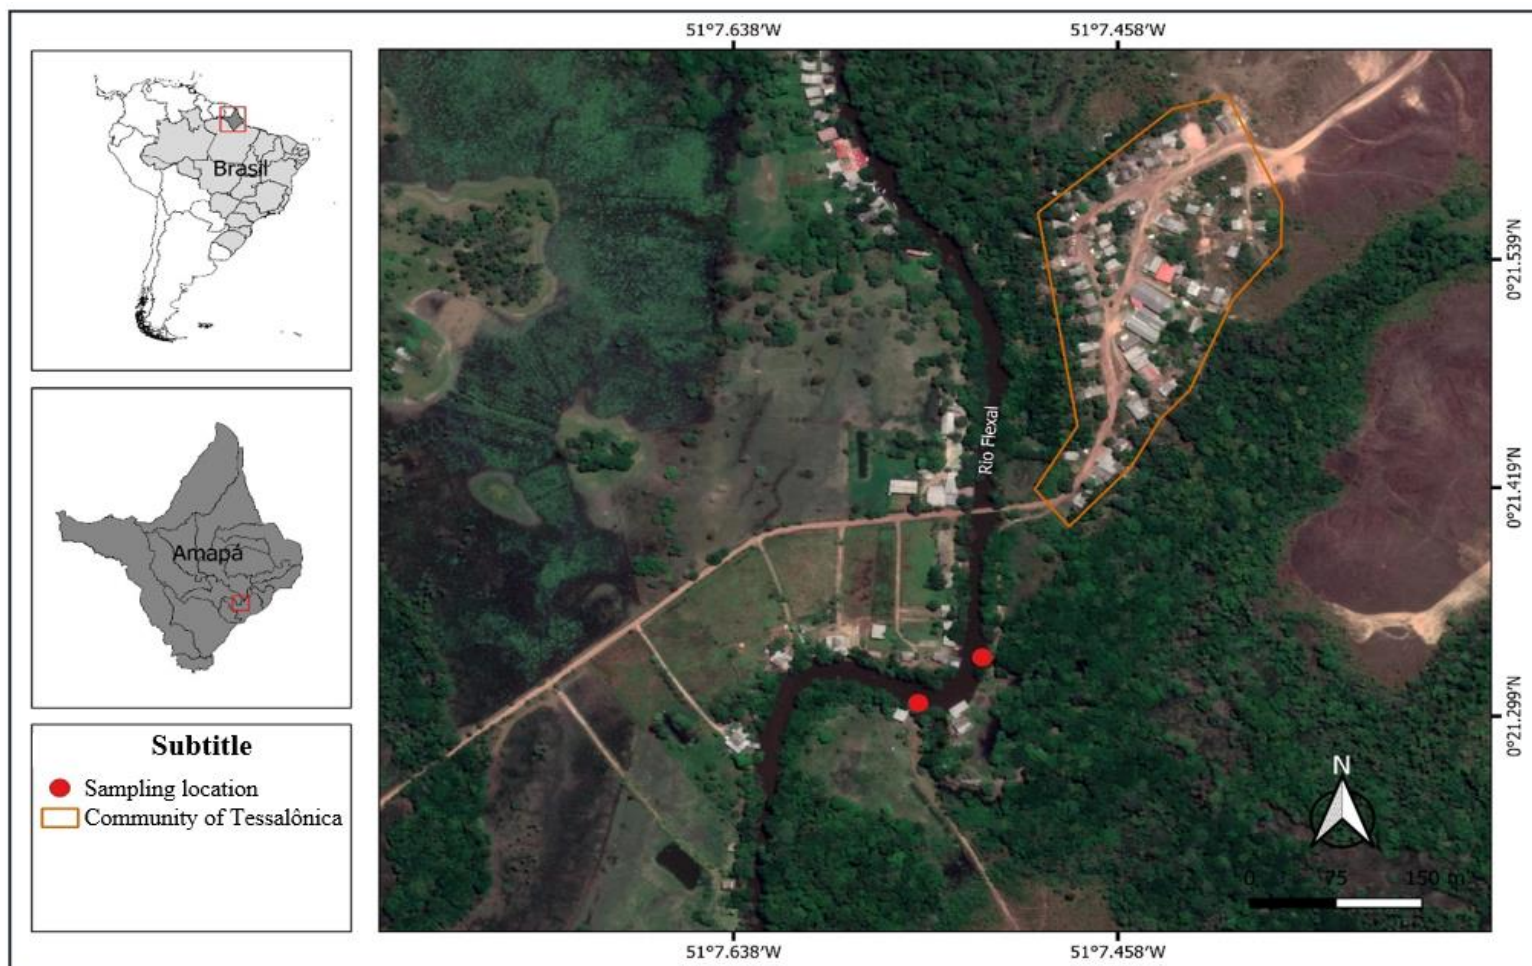 51°7.638'W
51°7.458'W
Brasil
Amapá
Subtitle
Sampling location
Community of Tessalônica
Rio Flexal
0°21.539'N
0°21.419'N
0°21.299'N
N
0 75 150 m
51°7.638'W
51°7.458'W